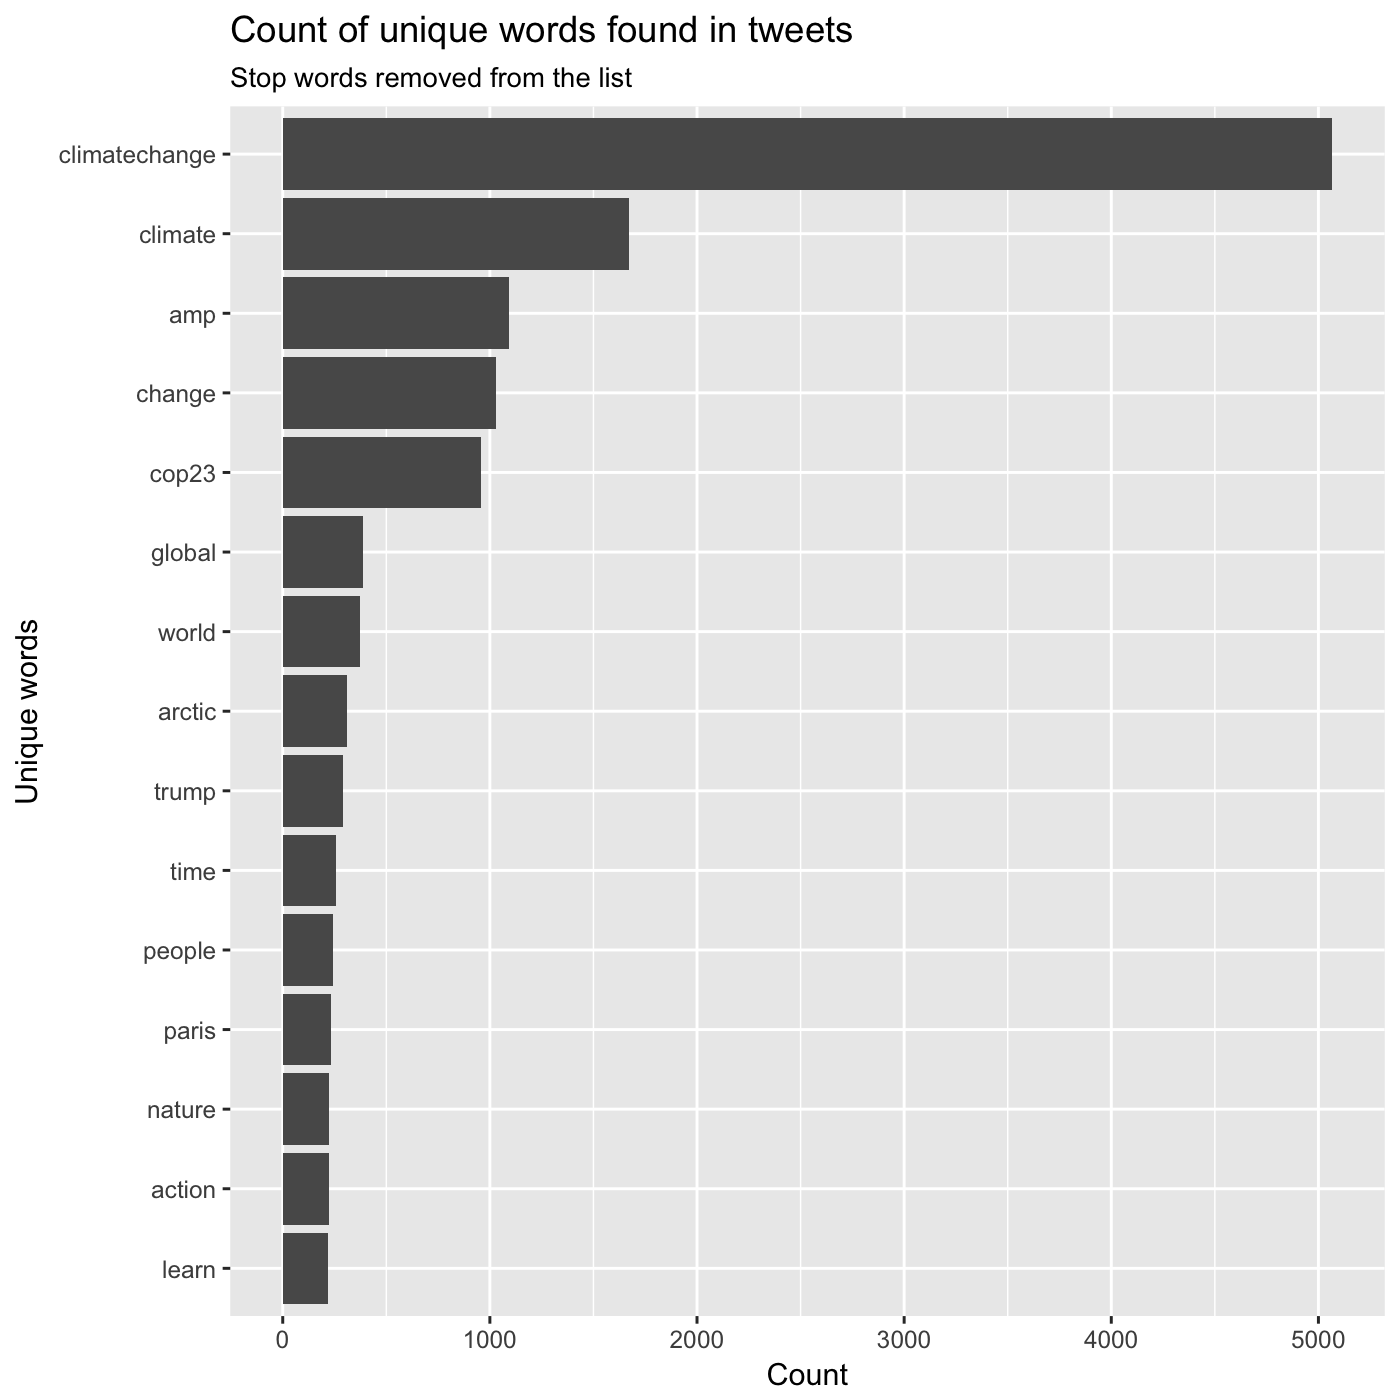 Count of unique words found in tweets
Stop words removed from the list
climatechange
climate
amp
change
cop23
global
world
arctic
trump
time
people
paris
nature
action
learn
Unique words
0 1000 2000 3000 4000 5000
Count